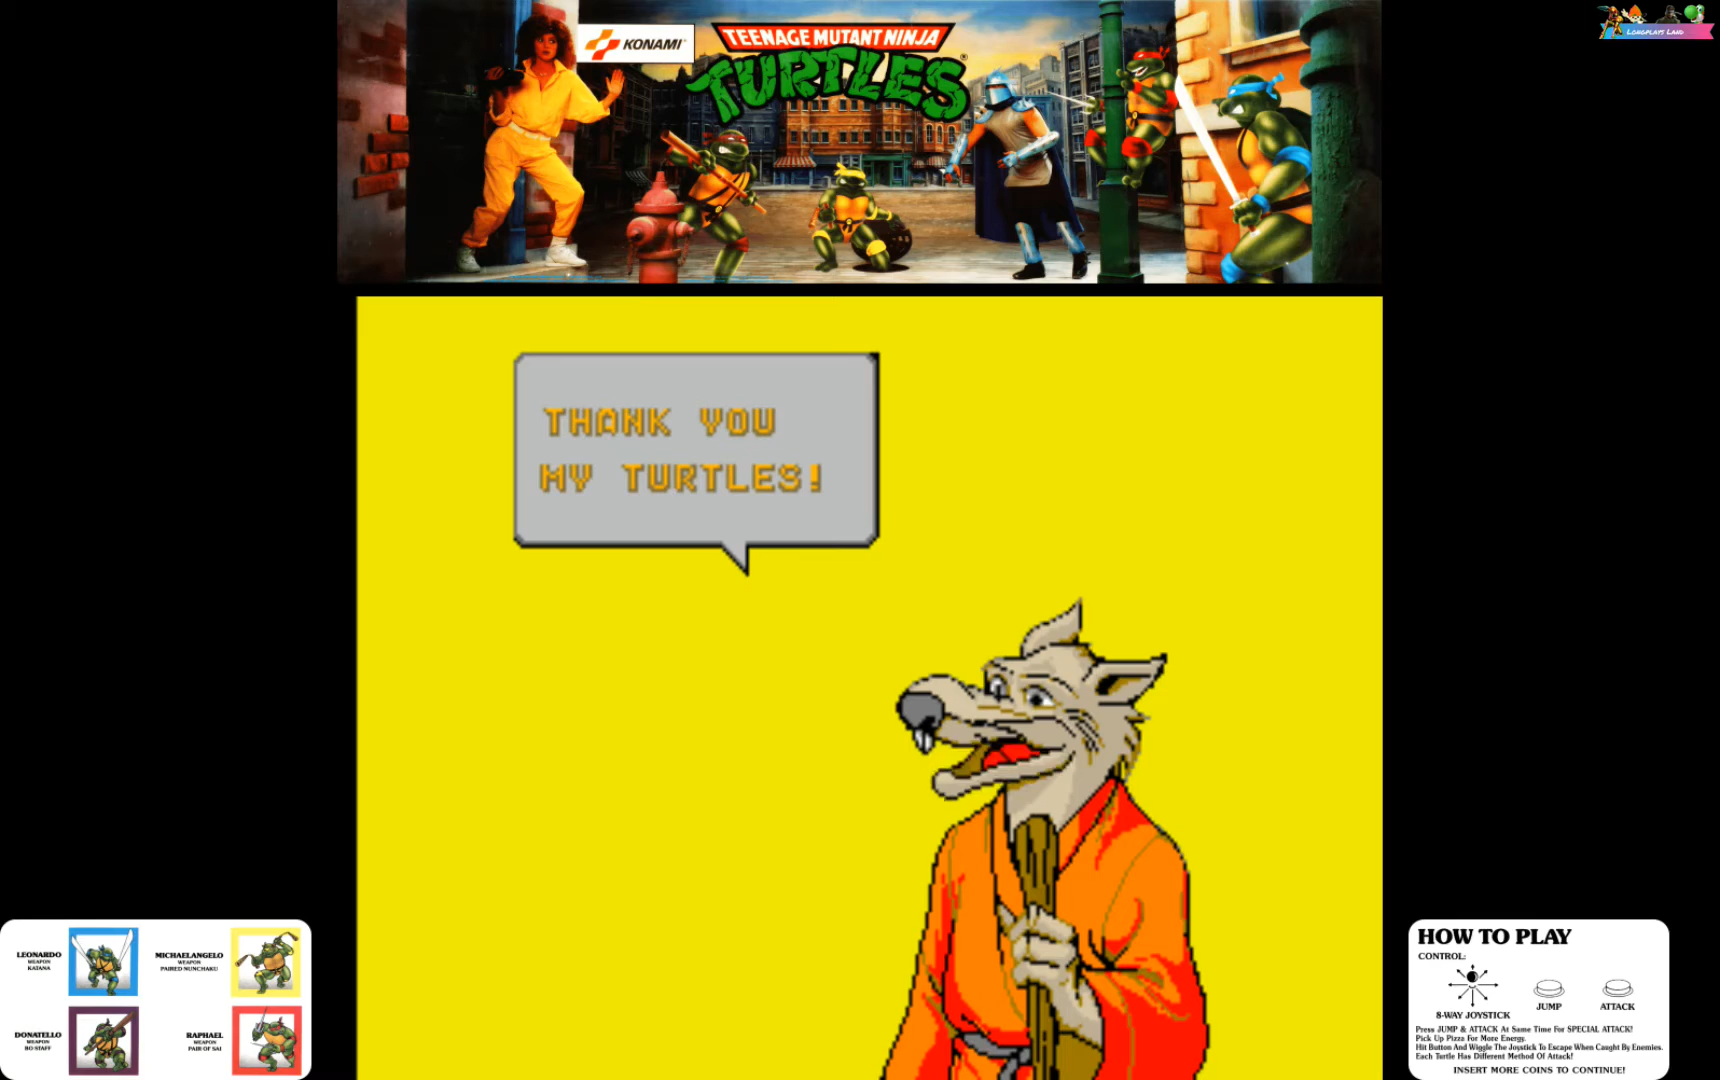 KONAMI
TEENAGE MUTANT NINJA
TURTLES®
LONGPLAYS LAND
THANK YOU
MY TURTLES!
LEONARDO
WEAPON
KATANA
MICHAELANGELO
WEAPON
PAIRED NUNCHAKU
DONATELLO
WEAPON
BO STAFF
RAPHAEL
WEAPON
PAIR OF SAI
HOW TO PLAY
CONTROL:
8-WAY JOYSTICK
JUMP
ATTACK
Press JUMP & ATTACK At Same Time For SPECIAL ATTACK!
Pick Up Pizza For More Energy.
Hit Button And Wiggle The Joystick To Escape When Caught By Enemies.
Each Turtle Has Different Method Of Attack!
INSERT MORE COINS TO CONTINUE!